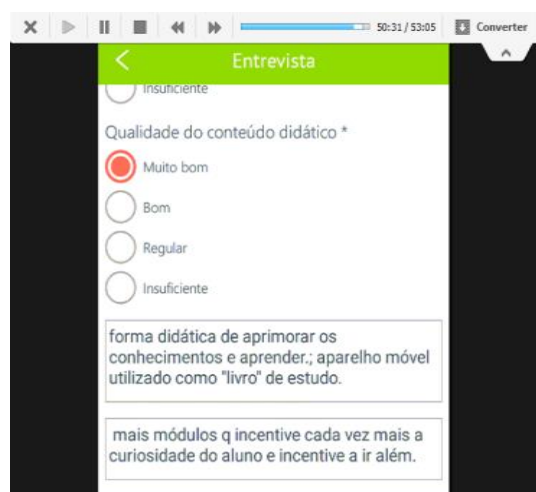 50:31 / 53:05 Converter
Entrevista
Insuficiente
Qualidade do conteúdo didático *
Muito bom
Bom
Regular
Insuficiente
forma didática de aprimorar os
conhecimentos e aprender.; aparelho móvel
utilizado como "livro" de estudo.
mais módulos q incentive cada vez mais a
curiosidade do aluno e incentive a ir além.